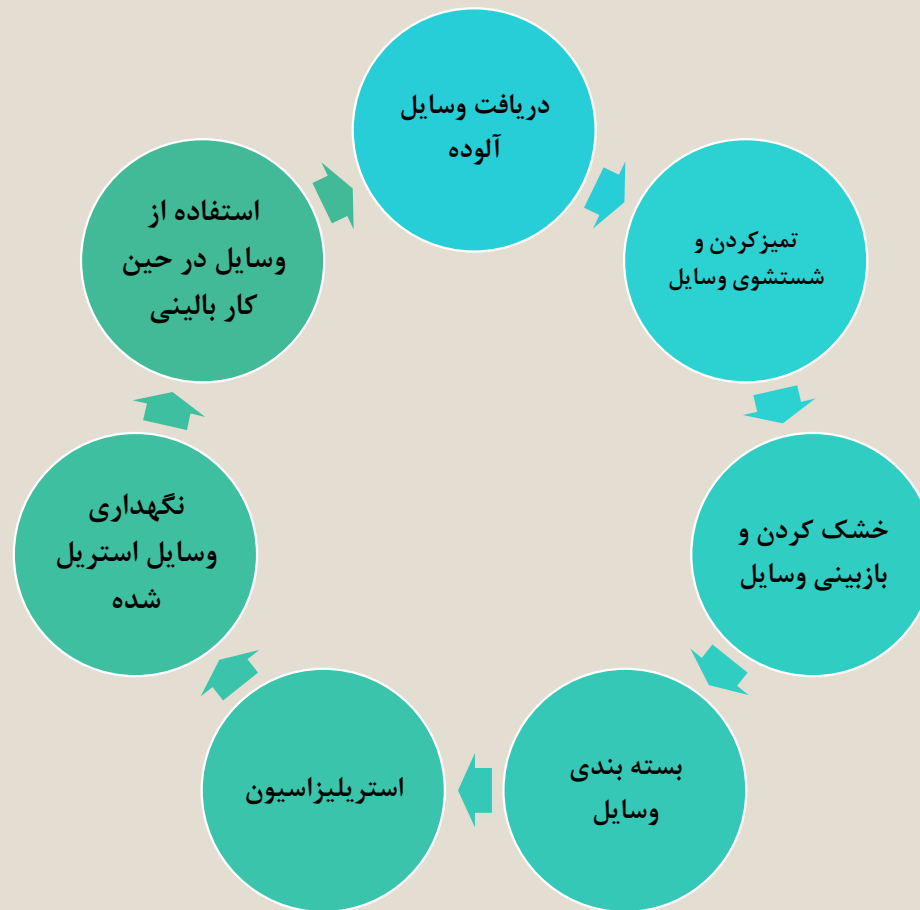 دریافت وسایل
آلوده
تمیزکردن و
شستشوی وسایل
خشک کردن و
بازبینی وسایل
بسته بندی
وسایل
استریلیزاسیون
نگهداری
وسایل استریل
شده
استفاده از
وسایل در حین
کار بالینی